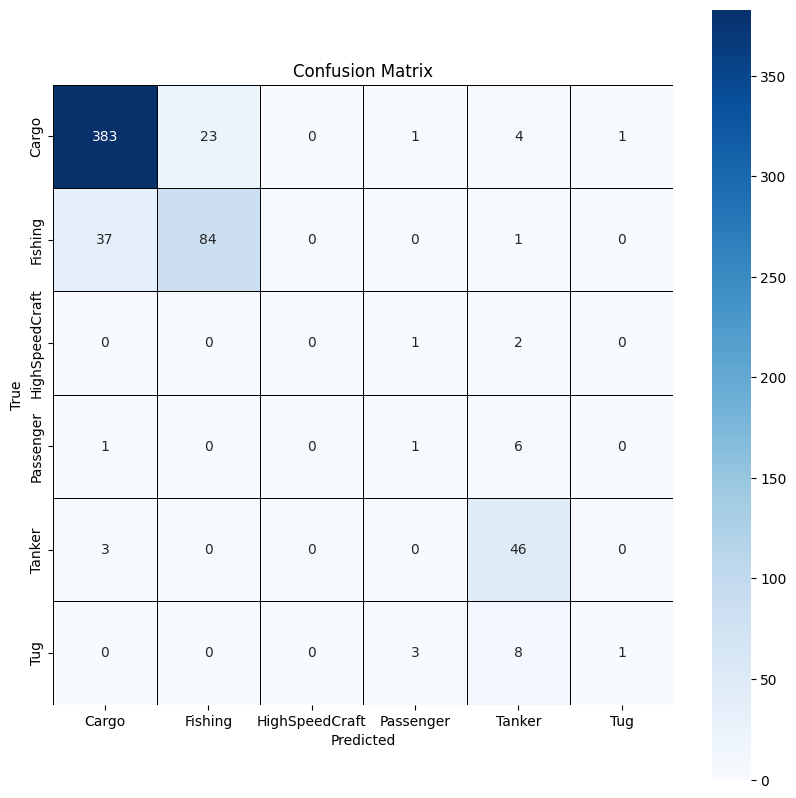 Confusion Matrix
Cargo 383 23 0 1 4 1
Fishing 37 84 0 0 1 0
HighSpeedCraft 0 0 0 1 2 0
Passenger 1 0 0 1 6 0
Tanker 3 0 0 0 46 0
Tug 0 0 0 3 8 1
True
Cargo Fishing HighSpeedCraft Passenger Tanker Tug
Predicted
350
300
250
200
150
100
50
0